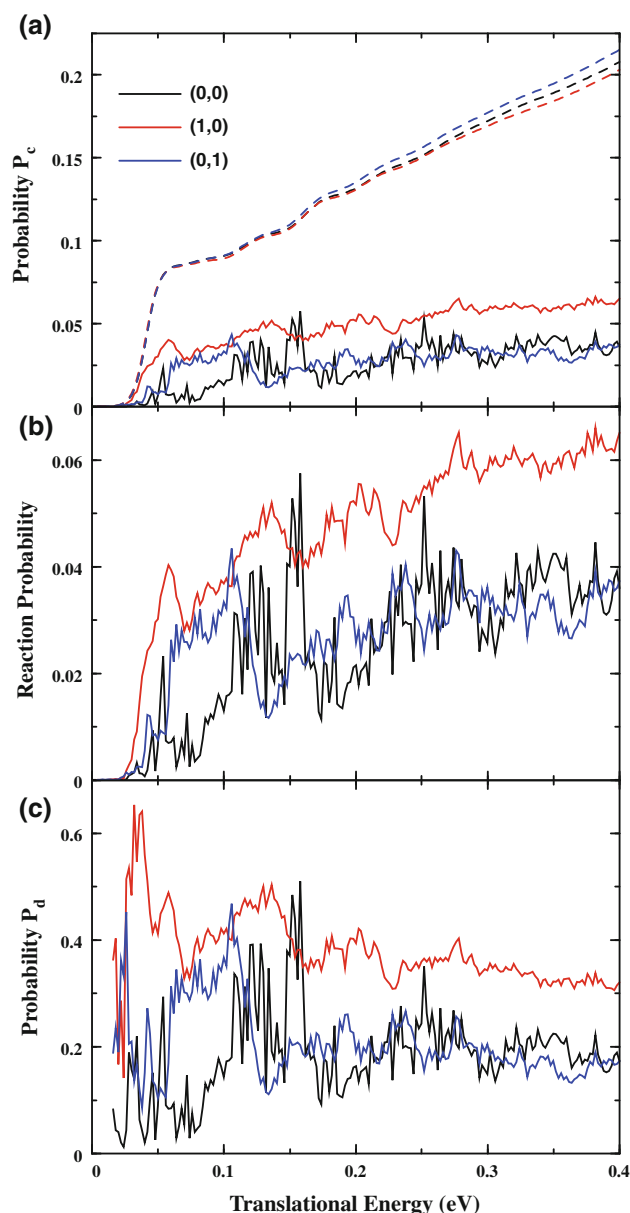 (a)
0.2
0.15
0.1
0.05
0
Probability P_c
(0,0)
(1,0)
(0,1)
(b)
0.06
0.04
0.02
0
Reaction Probability
(c)
0.6
0.4
0.2
0
Probability P_d
0 0.1 0.2 0.3 0.4
Translational Energy (eV)